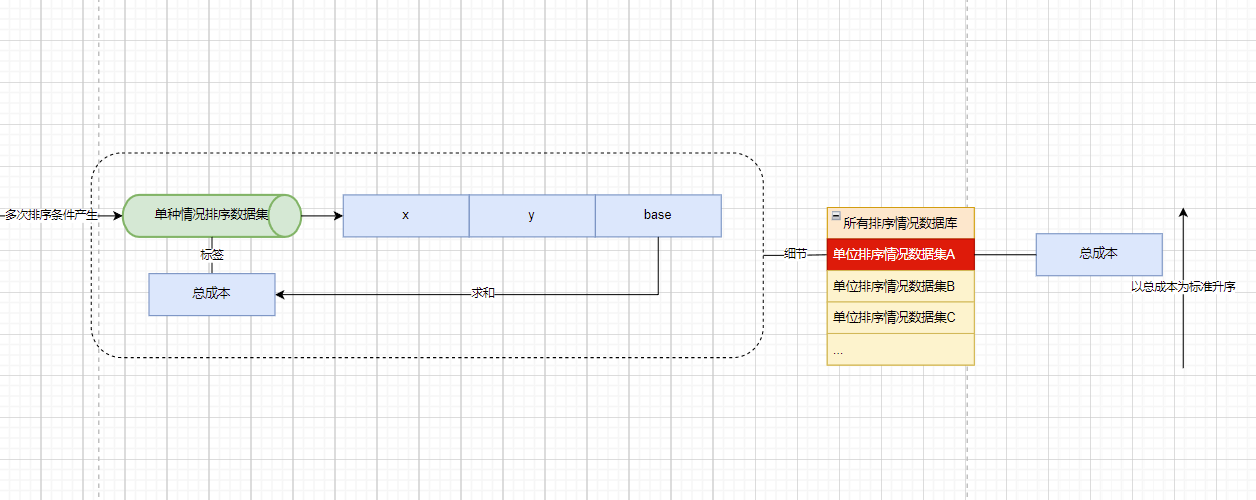 多次排序条件产生
单种情况排序数据集
x
y
base
标签
总成本
求和
细节
所有排序情况数据库
单位排序情况数据集A
单位排序情况数据集B
单位排序情况数据集C
...
总成本
以总成本为标准升序